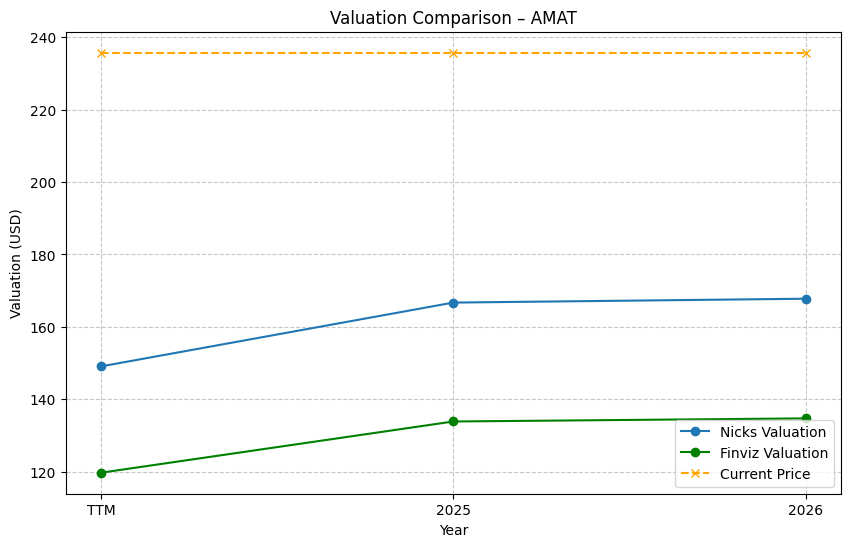 Valuation Comparison – AMAT
Valuation (USD)
240
220
200
180
160
140
120
TTM
2025
2026
Year
Nicks Valuation
Finviz Valuation
Current Price